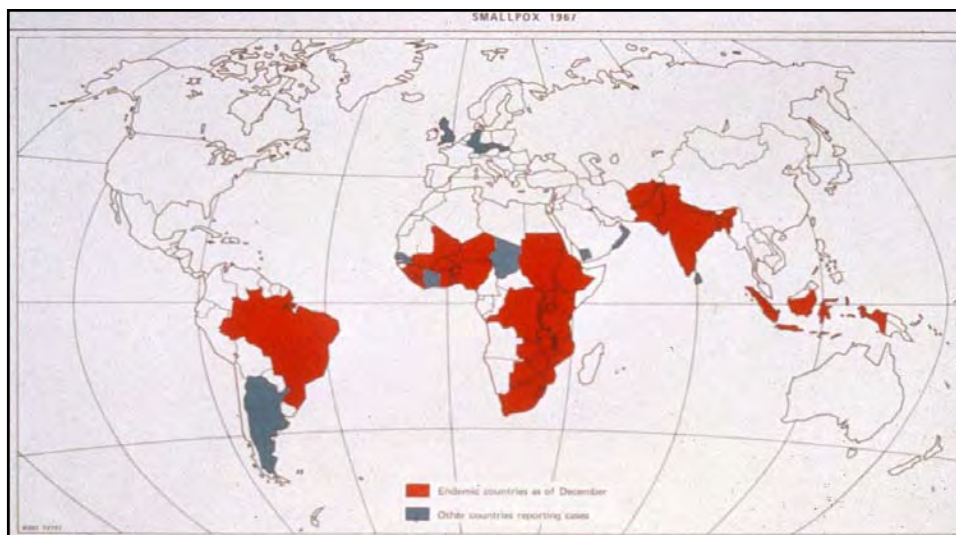 SMALLPOX 1967
Endemic countries as of December
Other countries reporting cases